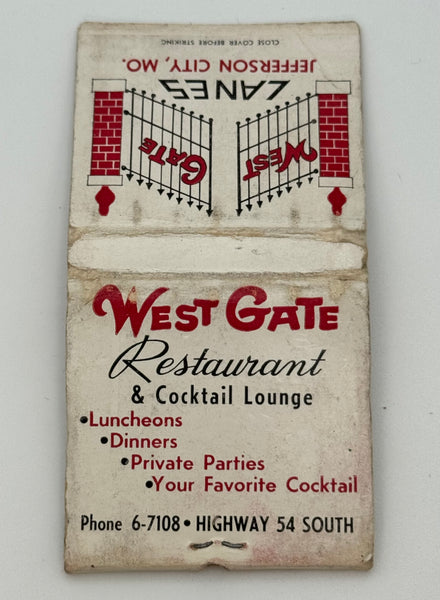 CLOSE COVER BEFORE STRIKING
JEFFERSON CITY, MO.
LANES
WEST
GATE
WEST GATE
Restaurant
& Cocktail Lounge
•Luncheons
•Dinners
•Private Parties
•Your Favorite Cocktail
Phone 6-7108 • HIGHWAY 54 SOUTH